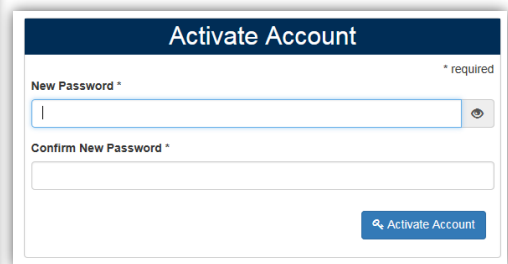 Activate Account
* required
New Password *
Confirm New Password *
Activate Account